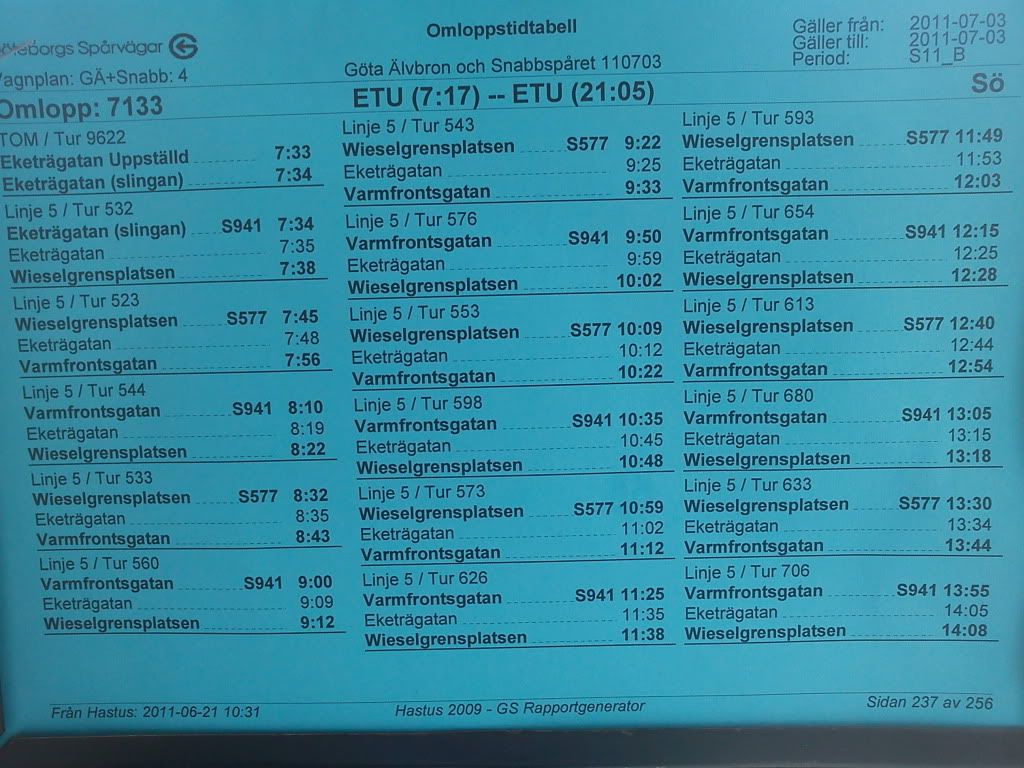 Göteborgs Spårvägar
Omloppstidtabell
Gäller från: 2011-07-03
Gäller till: 2011-07-03
Period: S11_B
Vagnplan: GÄ+Snabb: 4
Göta Älvbron och Snabbspåret 110703
Omlopp: 7133
ETU (7:17) -- ETU (21:05)
Sö
TOM / Tur 9622
Eketrägatan Uppställd 7:33
Eketrägatan (slingan) 7:34
Linje 5 / Tur 532
Eketrägatan (slingan) S941 7:34
Eketrägatan 7:35
Wieselgrensplatsen 7:38
Linje 5 / Tur 523
Wieselgrensplatsen S577 7:45
Eketrägatan 7:48
Varmfrontsgatan 7:56
Linje 5 / Tur 544
Varmfrontsgatan S941 8:10
Eketrägatan 8:19
Wieselgrensplatsen 8:22
Linje 5 / Tur 533
Wieselgrensplatsen S577 8:32
Eketrägatan 8:35
Varmfrontsgatan 8:43
Linje 5 / Tur 560
Varmfrontsgatan S941 9:00
Eketrägatan 9:09
Wieselgrensplatsen 9:12
Linje 5 / Tur 543
Wieselgrensplatsen S577 9:22
Eketrägatan 9:25
Varmfrontsgatan 9:33
Linje 5 / Tur 576
Varmfrontsgatan S941 9:50
Eketrägatan 9:59
Wieselgrensplatsen 10:02
Linje 5 / Tur 553
Wieselgrensplatsen S577 10:09
Eketrägatan 10:12
Varmfrontsgatan 10:22
Linje 5 / Tur 598
Varmfrontsgatan S941 10:35
Eketrägatan 10:45
Wieselgrensplatsen 10:48
Linje 5 / Tur 573
Wieselgrensplatsen S577 10:59
Eketrägatan 11:02
Varmfrontsgatan 11:12
Linje 5 / Tur 626
Varmfrontsgatan S941 11:25
Eketrägatan 11:35
Wieselgrensplatsen 11:38
Linje 5 / Tur 593
Wieselgrensplatsen S577 11:49
Eketrägatan 11:53
Varmfrontsgatan 12:03
Linje 5 / Tur 654
Varmfrontsgatan S941 12:15
Eketrägatan 12:25
Wieselgrensplatsen 12:28
Linje 5 / Tur 613
Wieselgrensplatsen S577 12:40
Eketrägatan 12:44
Varmfrontsgatan 12:54
Linje 5 / Tur 680
Varmfrontsgatan S941 13:05
Eketrägatan 13:15
Wieselgrensplatsen 13:18
Linje 5 / Tur 633
Wieselgrensplatsen S577 13:30
Eketrägatan 13:34
Varmfrontsgatan 13:44
Linje 5 / Tur 706
Varmfrontsgatan S941 13:55
Eketrägatan 14:05
Wieselgrensplatsen 14:08
Från Hastus: 2011-06-21 10:31
Hastus 2009 - GS Rapportgenerator
Sidan 237 av 256